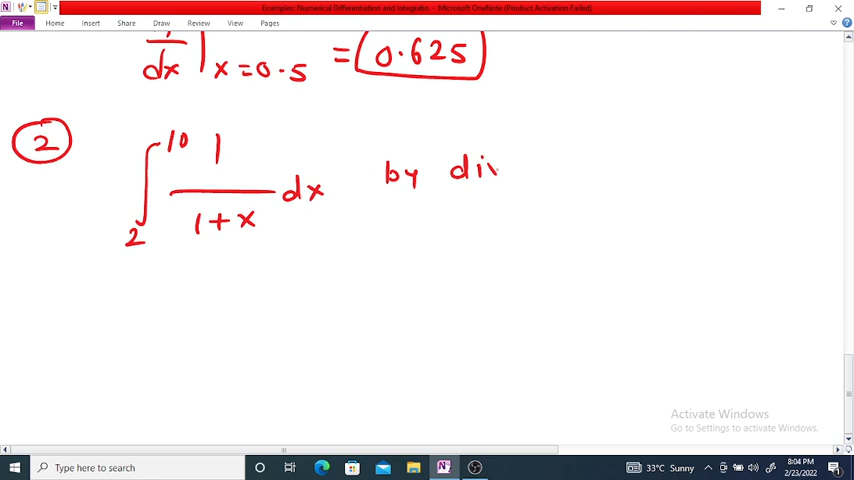 Examples: Numerical Differentiation and Integratio - Microsoft OneNote (Product Activation Failed)
File Home Insert Share Draw Review View Pages
dx | x=0.5 = 0.625
2 ∫ 2 10 1/(1+x) dx by div
Activate Windows
Go to Settings to activate Windows.
Type here to search
33°C Sunny
8:04 PM
2/23/2022